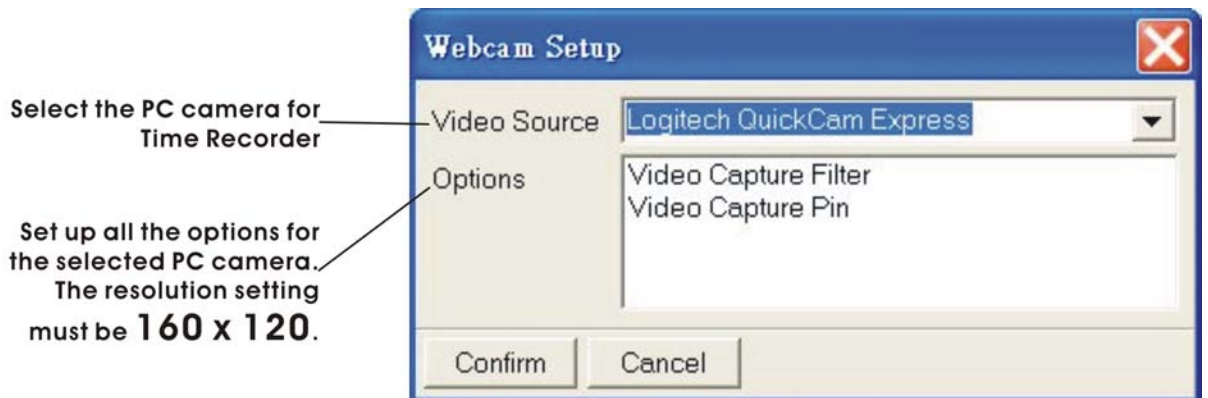 Webcam Setup
Select the PC camera for
Time Recorder
Video Source
Logitech QuickCam Express
Options
Video Capture Filter
Video Capture Pin
Set up all the options for
the selected PC camera.
The resolution setting
must be 160 x 120.
Confirm
Cancel